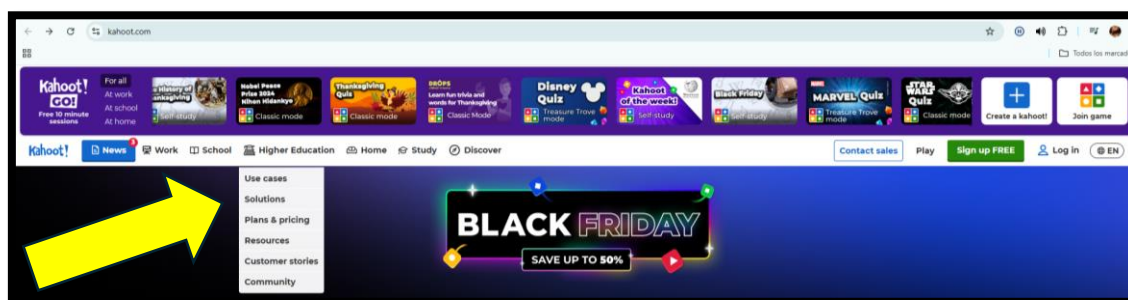 kahoot.com
Todos los marcad
Kahoot!
GO!
Free 10 minute
sessions
For all
At work
At school
At home
History of
Thanksgiving
Self-study
Nobel Peace
Prize 2024
Nihon Hidankyo
Classic mode
Thanksgiving
Quiz
Classic mode
DROPS
Learn fun trivia and
words for Thanksgiving
Classic Mode
Disney
Quiz
Treasure Trove
mode
Kahoot
of the week!
Self-study
Black Friday
Self-study
MARVEL
MARVEL Quiz
Treasure Trove
mode
STAR
WARS
Quiz
Classic mode
Create a kahoot!
Join game
Kahoot!
News 3
Work
School
Higher Education
Home
Study
Discover
Contact sales
Play
Sign up FREE
Log in
EN
Use cases
Solutions
Plans & pricing
Resources
Customer stories
Community
BLACK FRIDAY
SAVE UP TO 50%